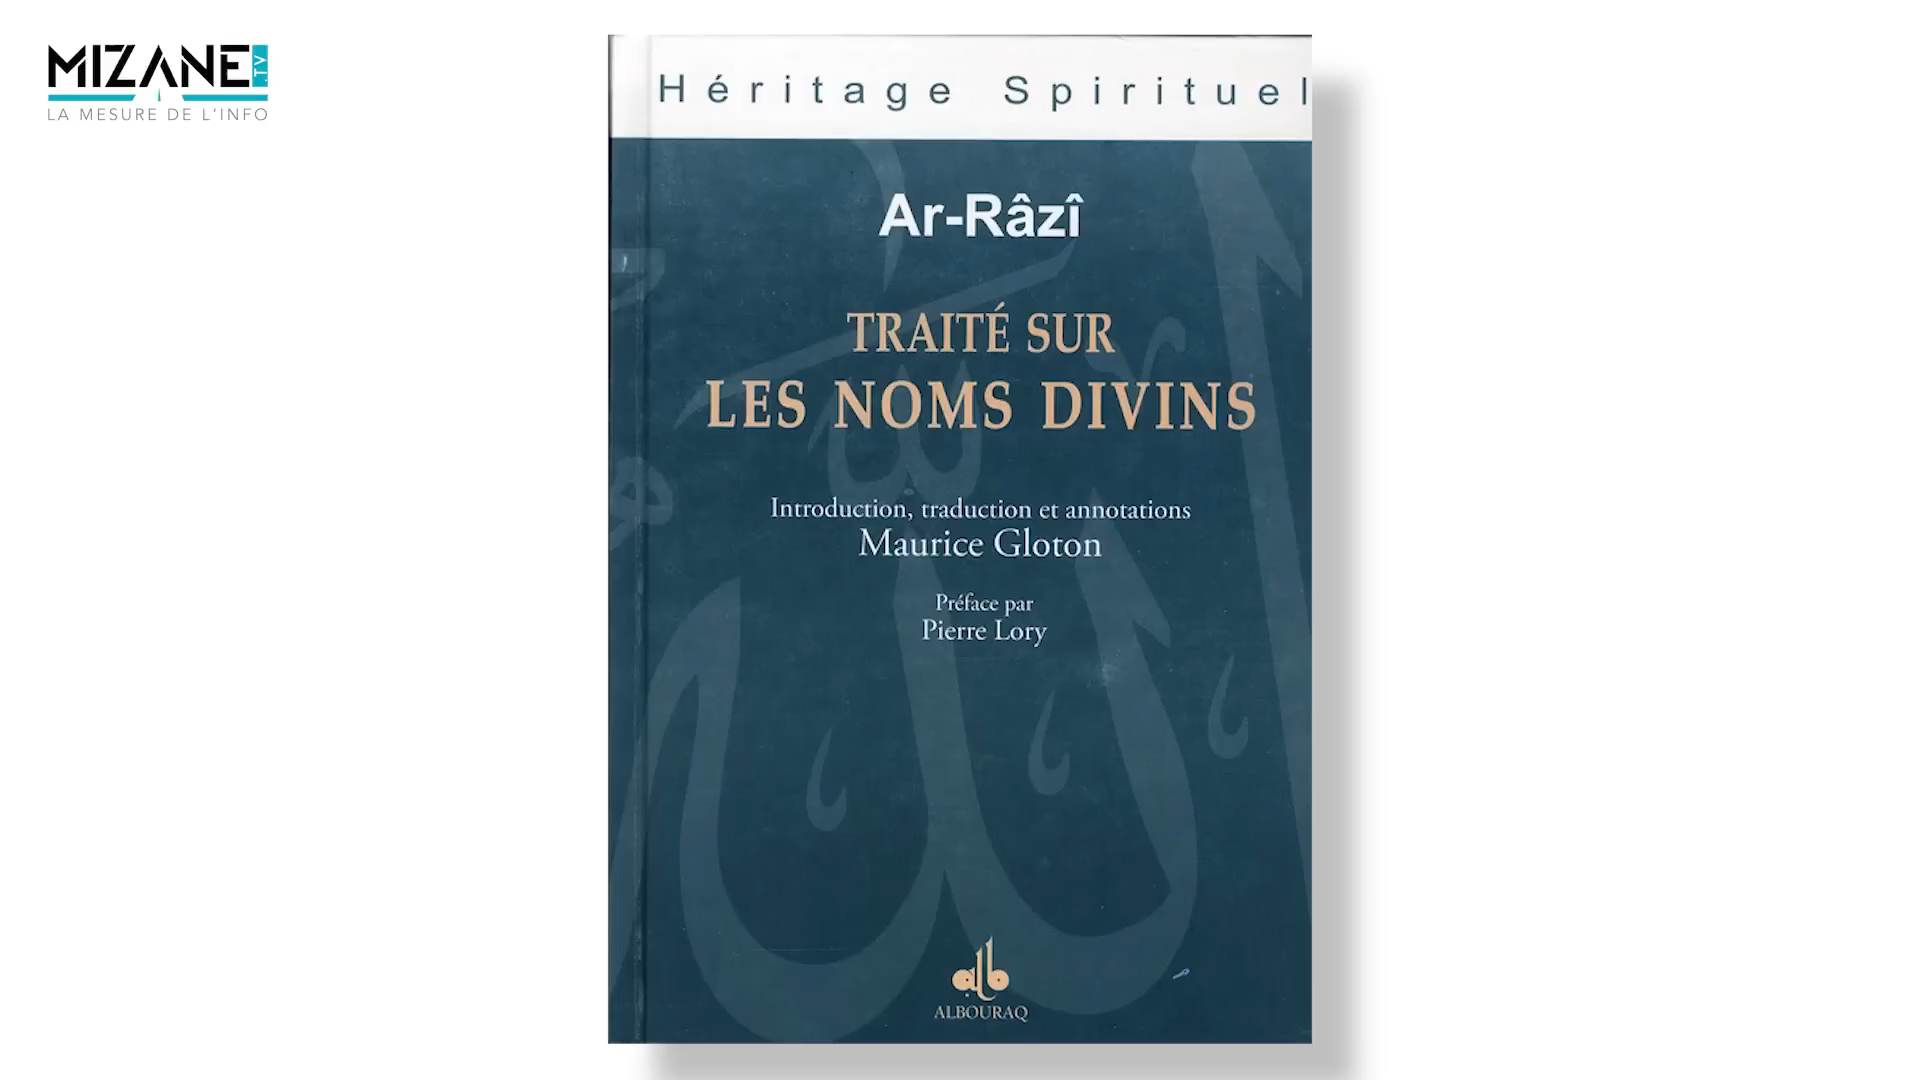 MIZANE.TV
LA MESURE DE L'INFO
Héritage Spirituel
Ar-Râzî
TRAITÉ SUR
LES NOMS DIVINS
Introduction, traduction et annotations
Maurice Gloton
Préface par
Pierre Lory
alb
ALBOURAQ